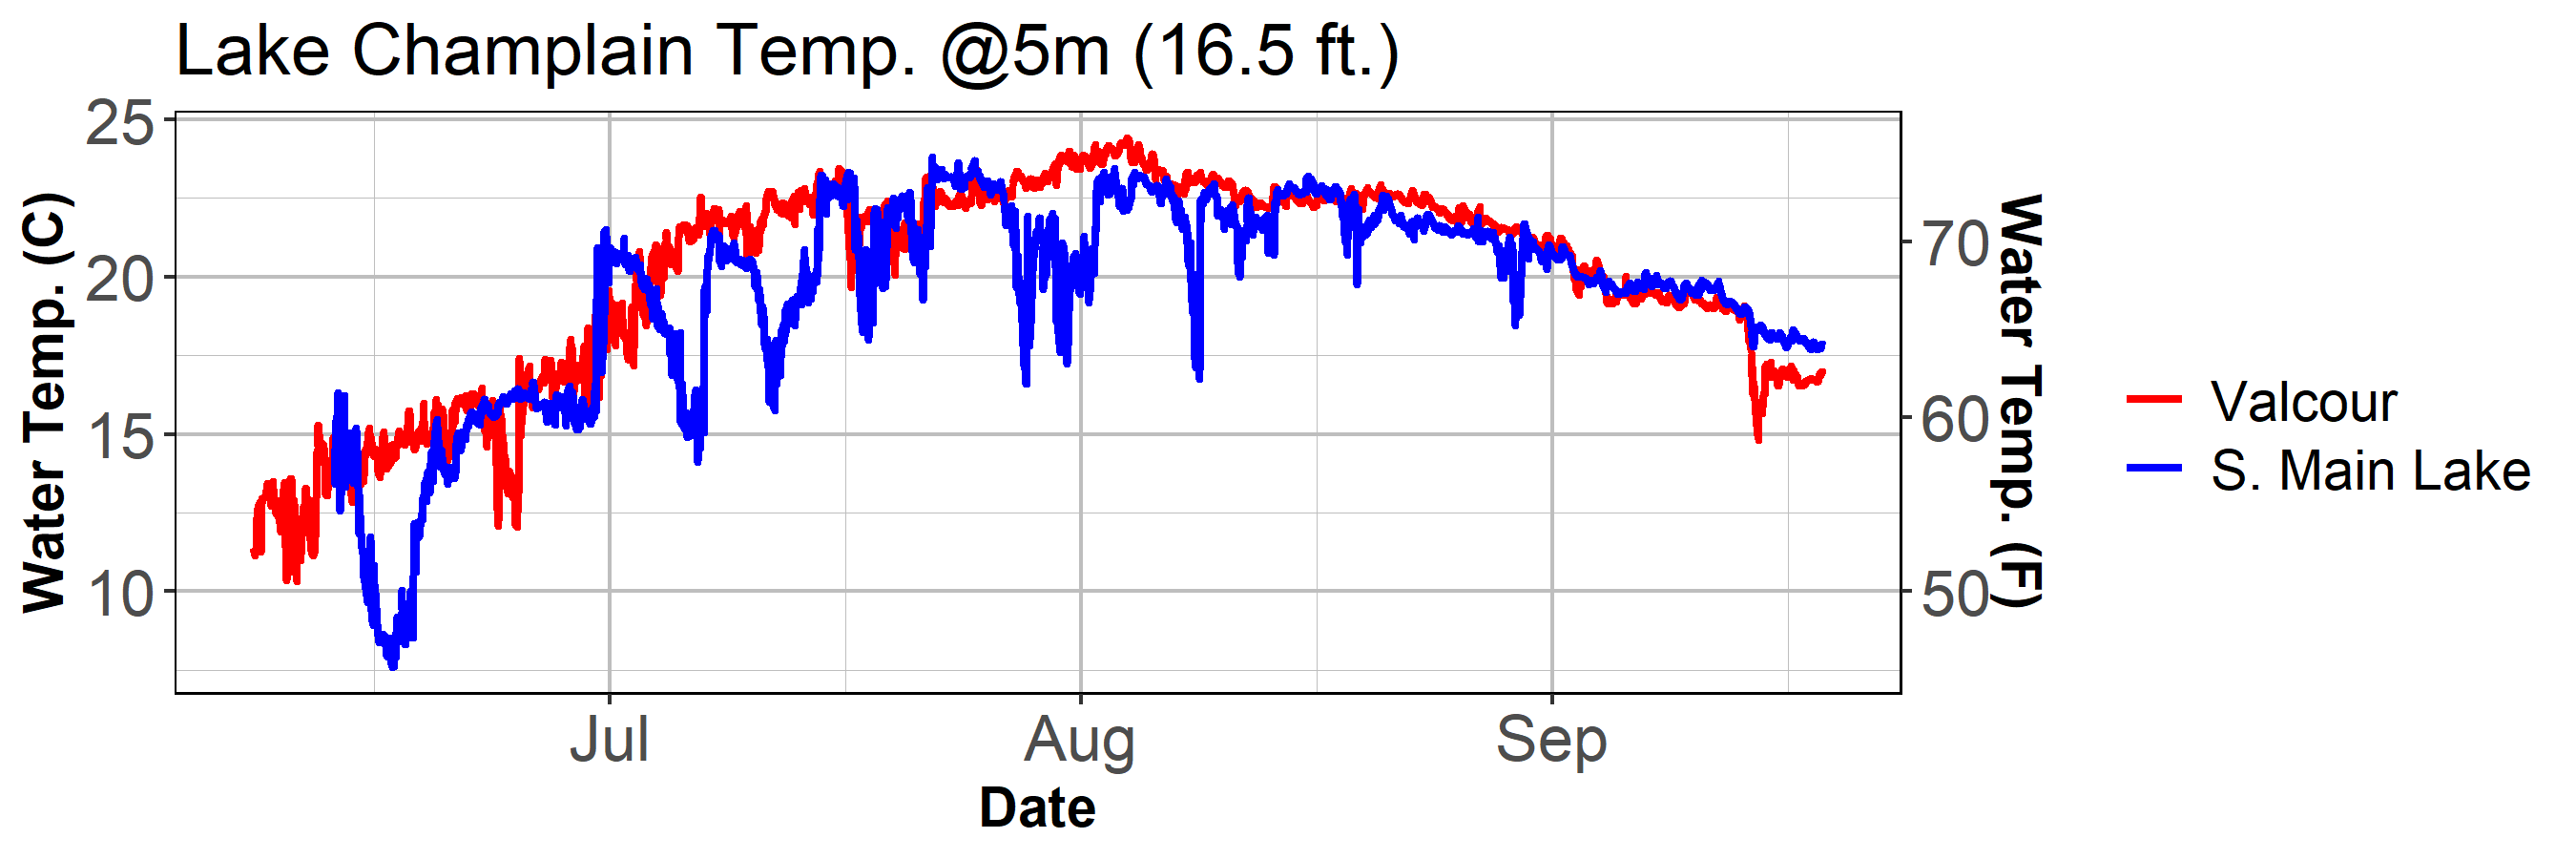 Lake Champlain Temp. @5m (16.5 ft.)
Water Temp. (C)
25
20
15
10
70
60
50
Water Temp. (F)
Jul
Aug
Sep
Date
Valcour
S. Main Lake